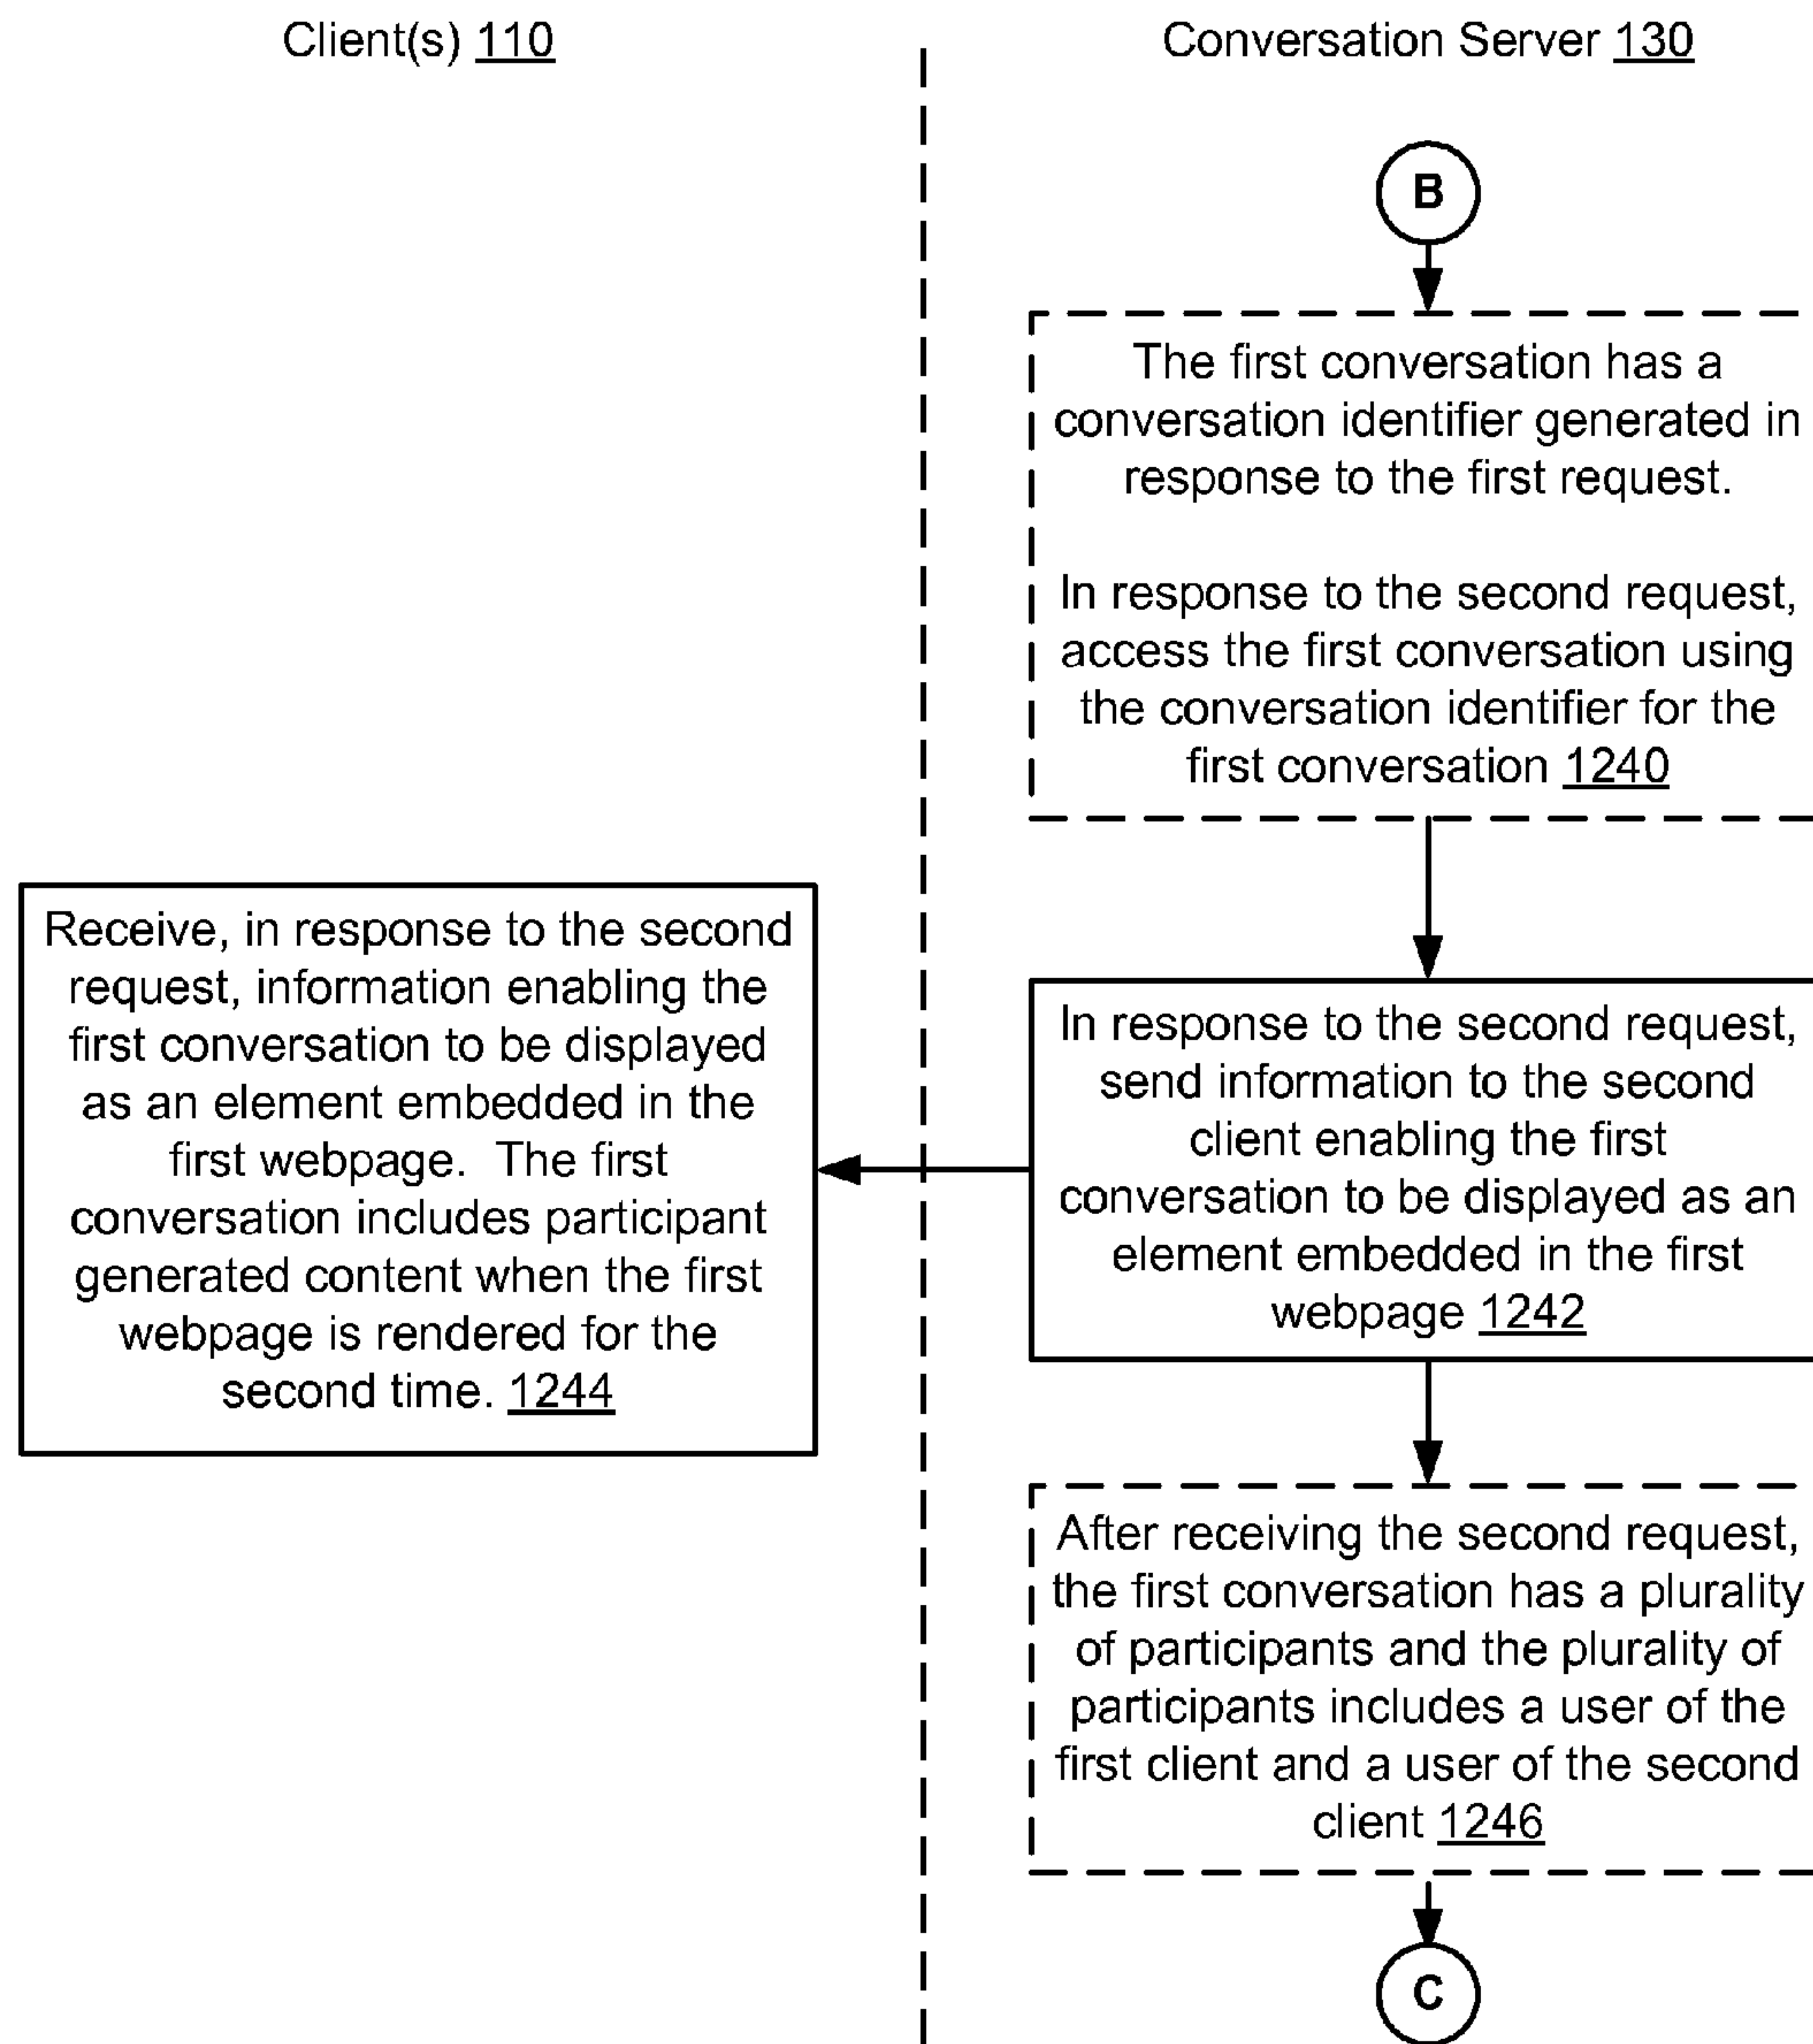 Client(s) 110
Conversation Server 130
B
The first conversation has a
conversation identifier generated in
response to the first request.
In response to the second request,
access the first conversation using
the conversation identifier for the
first conversation 1240
Receive, in response to the second
request, information enabling the
first conversation to be displayed
as an element embedded in the
first webpage.  The first
conversation includes participant
generated content when the first
webpage is rendered for the
second time. 1244
In response to the second request,
send information to the second
client enabling the first
conversation to be displayed as an
element embedded in the first
webpage 1242
After receiving the second request,
the first conversation has a plurality
of participants and the plurality of
participants includes a user of the
first client and a user of the second
client 1246
C